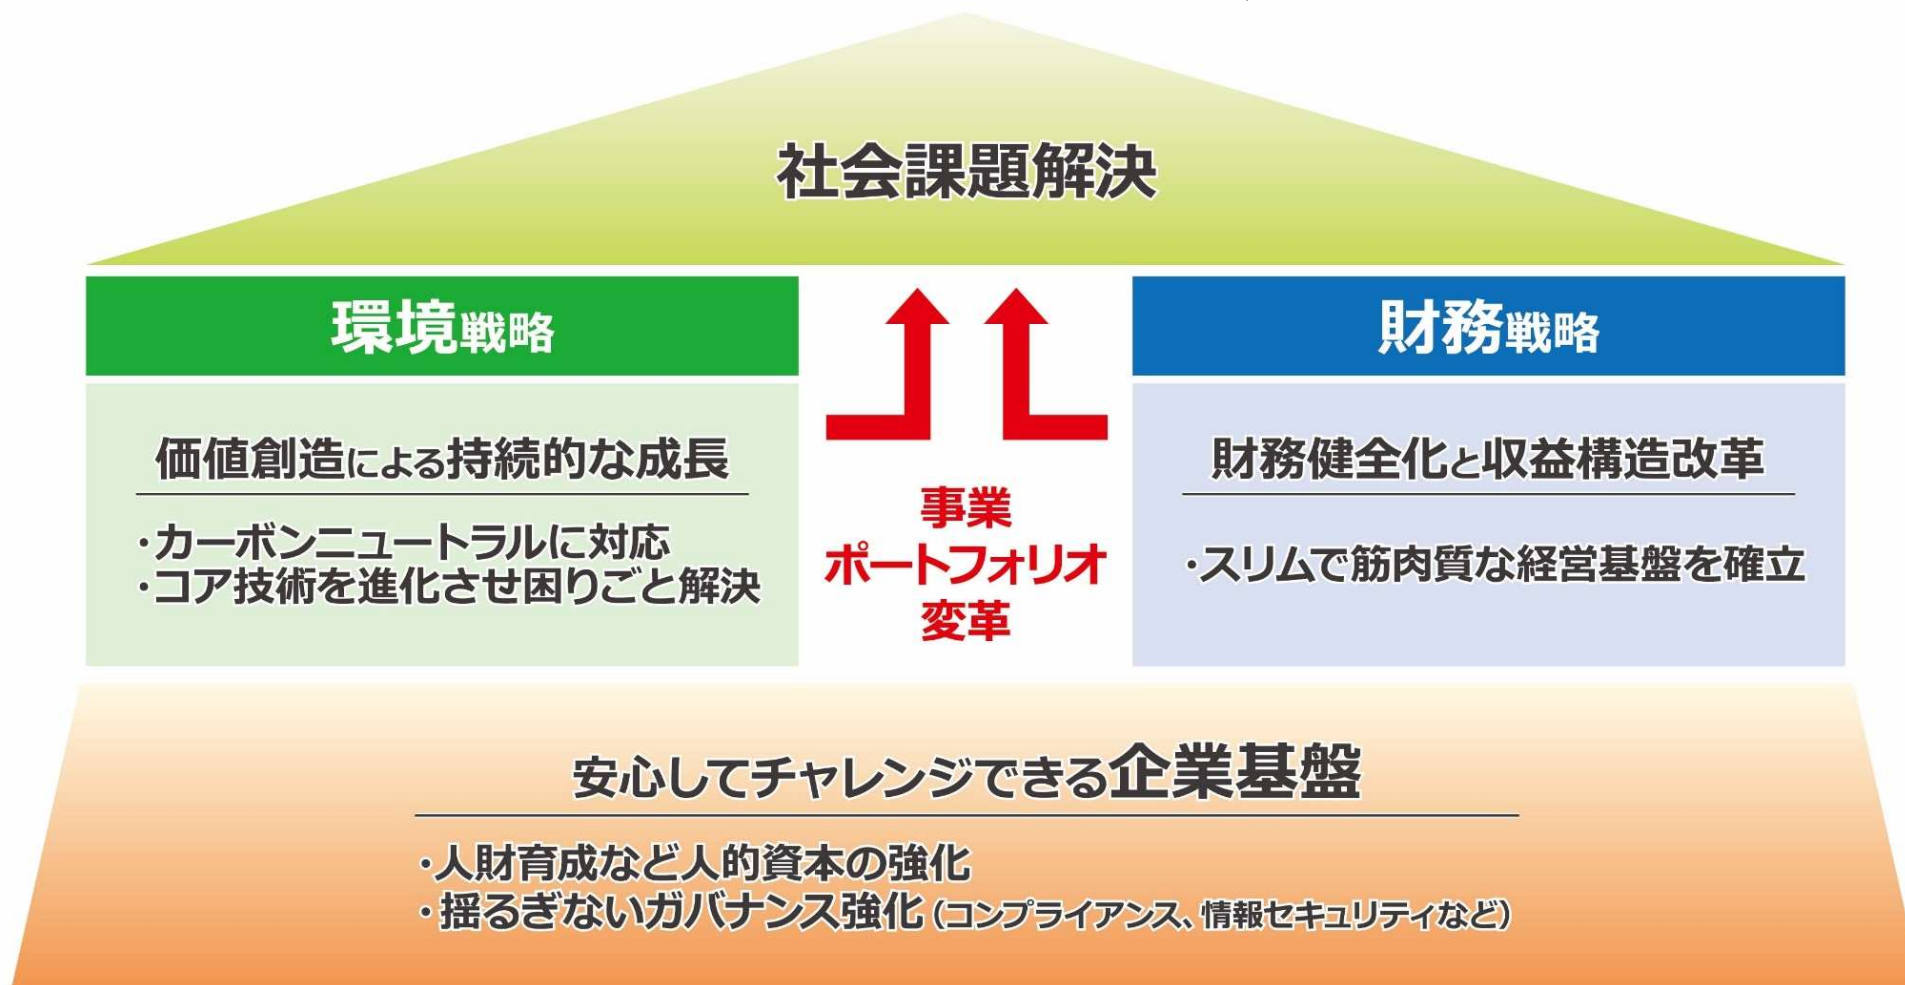 社会課題解決
環境戦略
価値創造による持続的な成長
・カーボンニュートラルに対応
・コア技術を進化させ困りごと解決
事業
ポートフォリオ
変革
財務戦略
財務健全化と収益構造改革
・スリムで筋肉質な経営基盤を確立
安心してチャレンジできる企業基盤
・人財育成など人的資本の強化
・揺るぎないガバナンス強化(コンプライアンス、情報セキュリティなど)